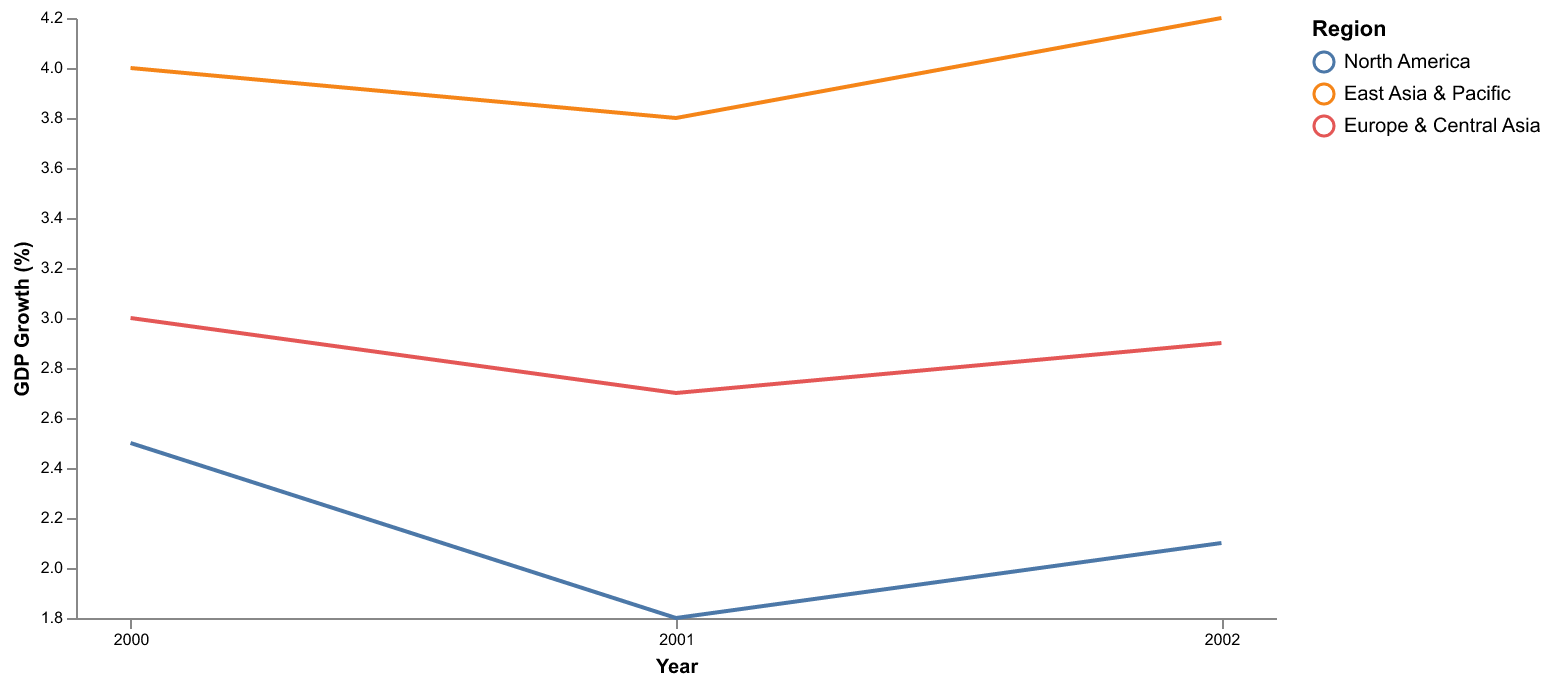 4.2
4.0
3.8
3.6
3.4
3.2
3.0
2.8
2.6
2.4
2.2
2.0
1.8
GDP Growth (%)
2000 2001 2002
Year
Region
North America
East Asia & Pacific
Europe & Central Asia